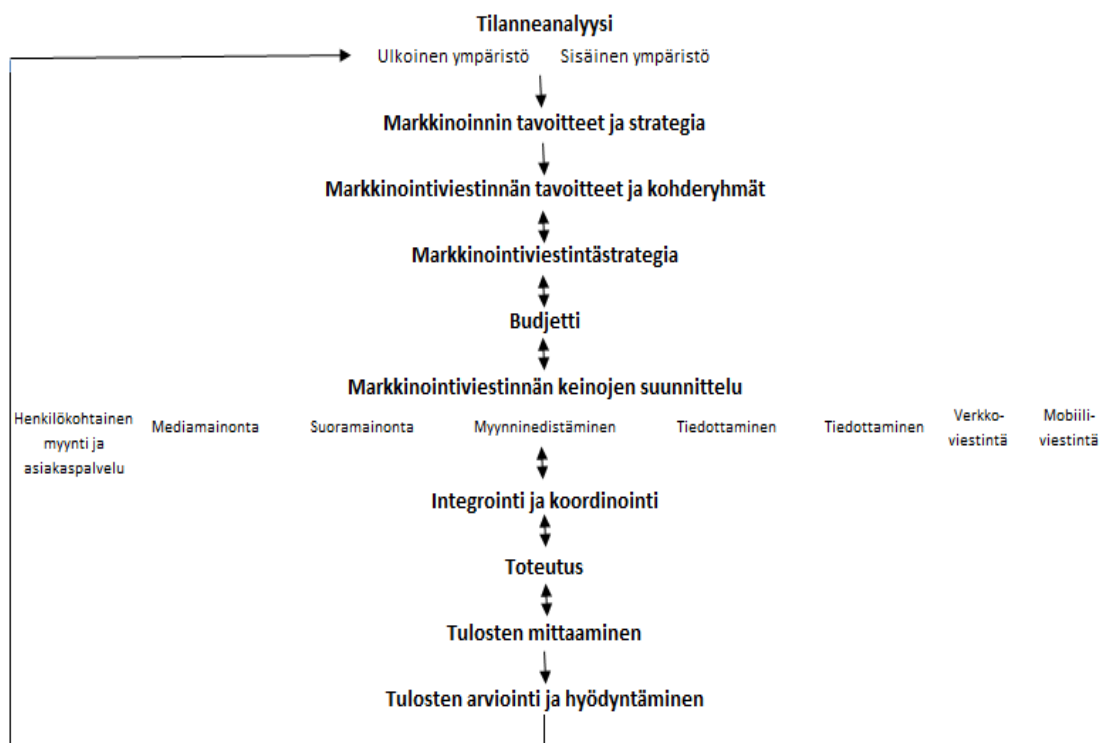 Tilanneanalyysi
Ulkoinen ympäristö Sisäinen ympäristö
Markkinoinnin tavoitteet ja strategia
Markkinointiviestinnän tavoitteet ja kohderyhmät
Markkinointiviestintästrategia
Budjetti
Markkinointiviestinnän keinojen suunnittelu
Henkilökohtainen
myynti ja
asiakaspalvelu
Mediamainonta
Suoramainonta
Myynninedistäminen
Tiedottaminen
Tiedottaminen
Verkko-
viestintä
Mobiili-
viestintä
Integrointi ja koordinointi
Toteutus
Tulosten mittaaminen
Tulosten arviointi ja hyödyntäminen